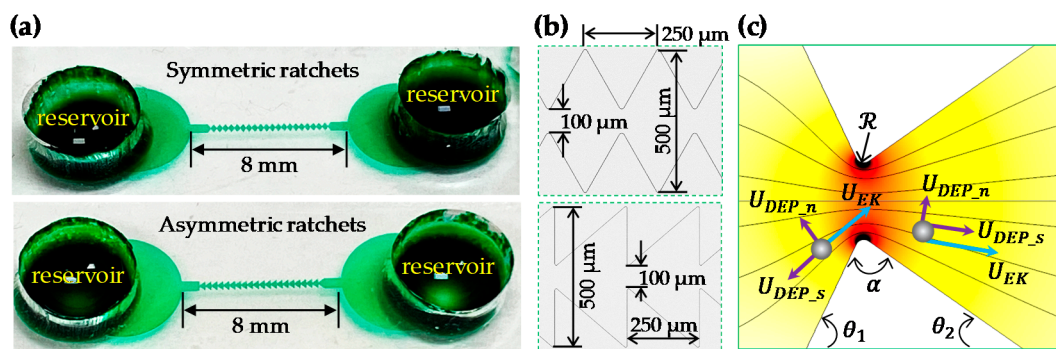 (a)
Symmetric ratchets
reservoir
reservoir
8 mm
Asymmetric ratchets
reservoir
reservoir
8 mm
(b)
250 μm
100 μm
500 μm
500 μm
100 μm
250 μm
(c)
ℛ
U_EK
U_DEP_n
U_DEP_n
U_DEP_s
U_DEP_s
U_EK
α
θ₁
θ₂